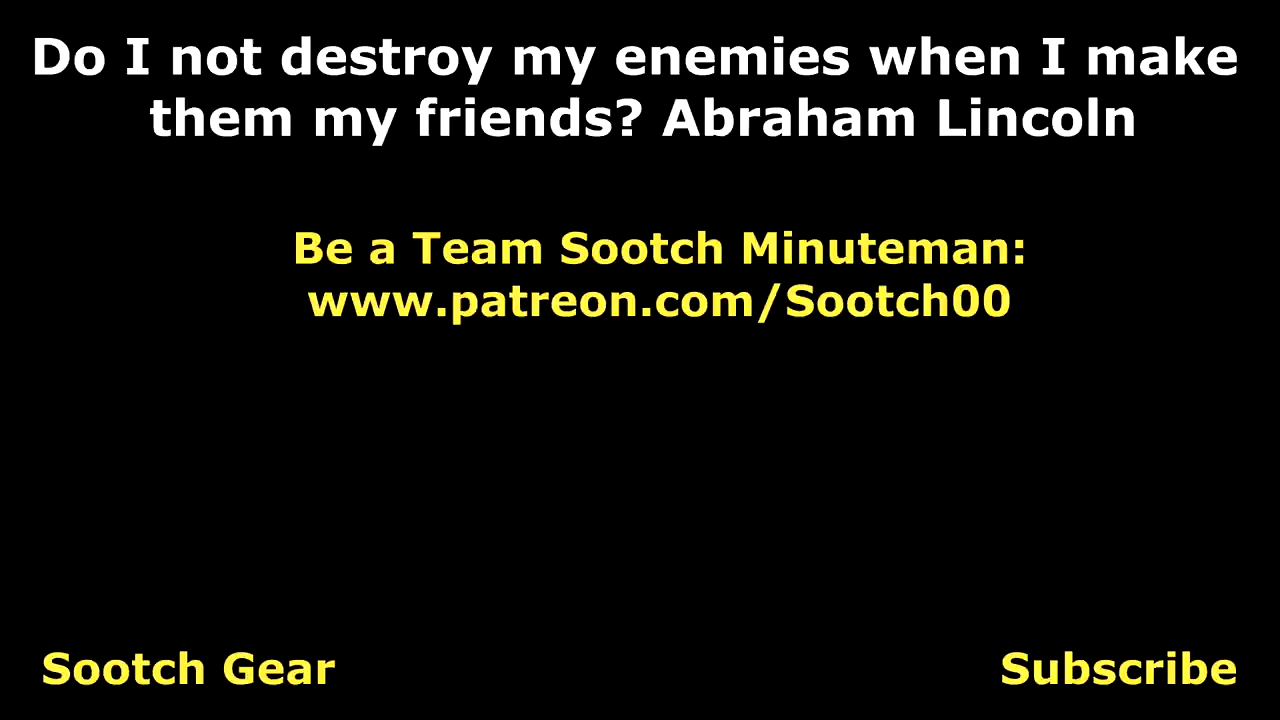 Do I not destroy my enemies when I make
them my friends? Abraham Lincoln
Be a Team Sootch Minuteman:
www.patreon.com/Sootch00
Sootch Gear
Subscribe